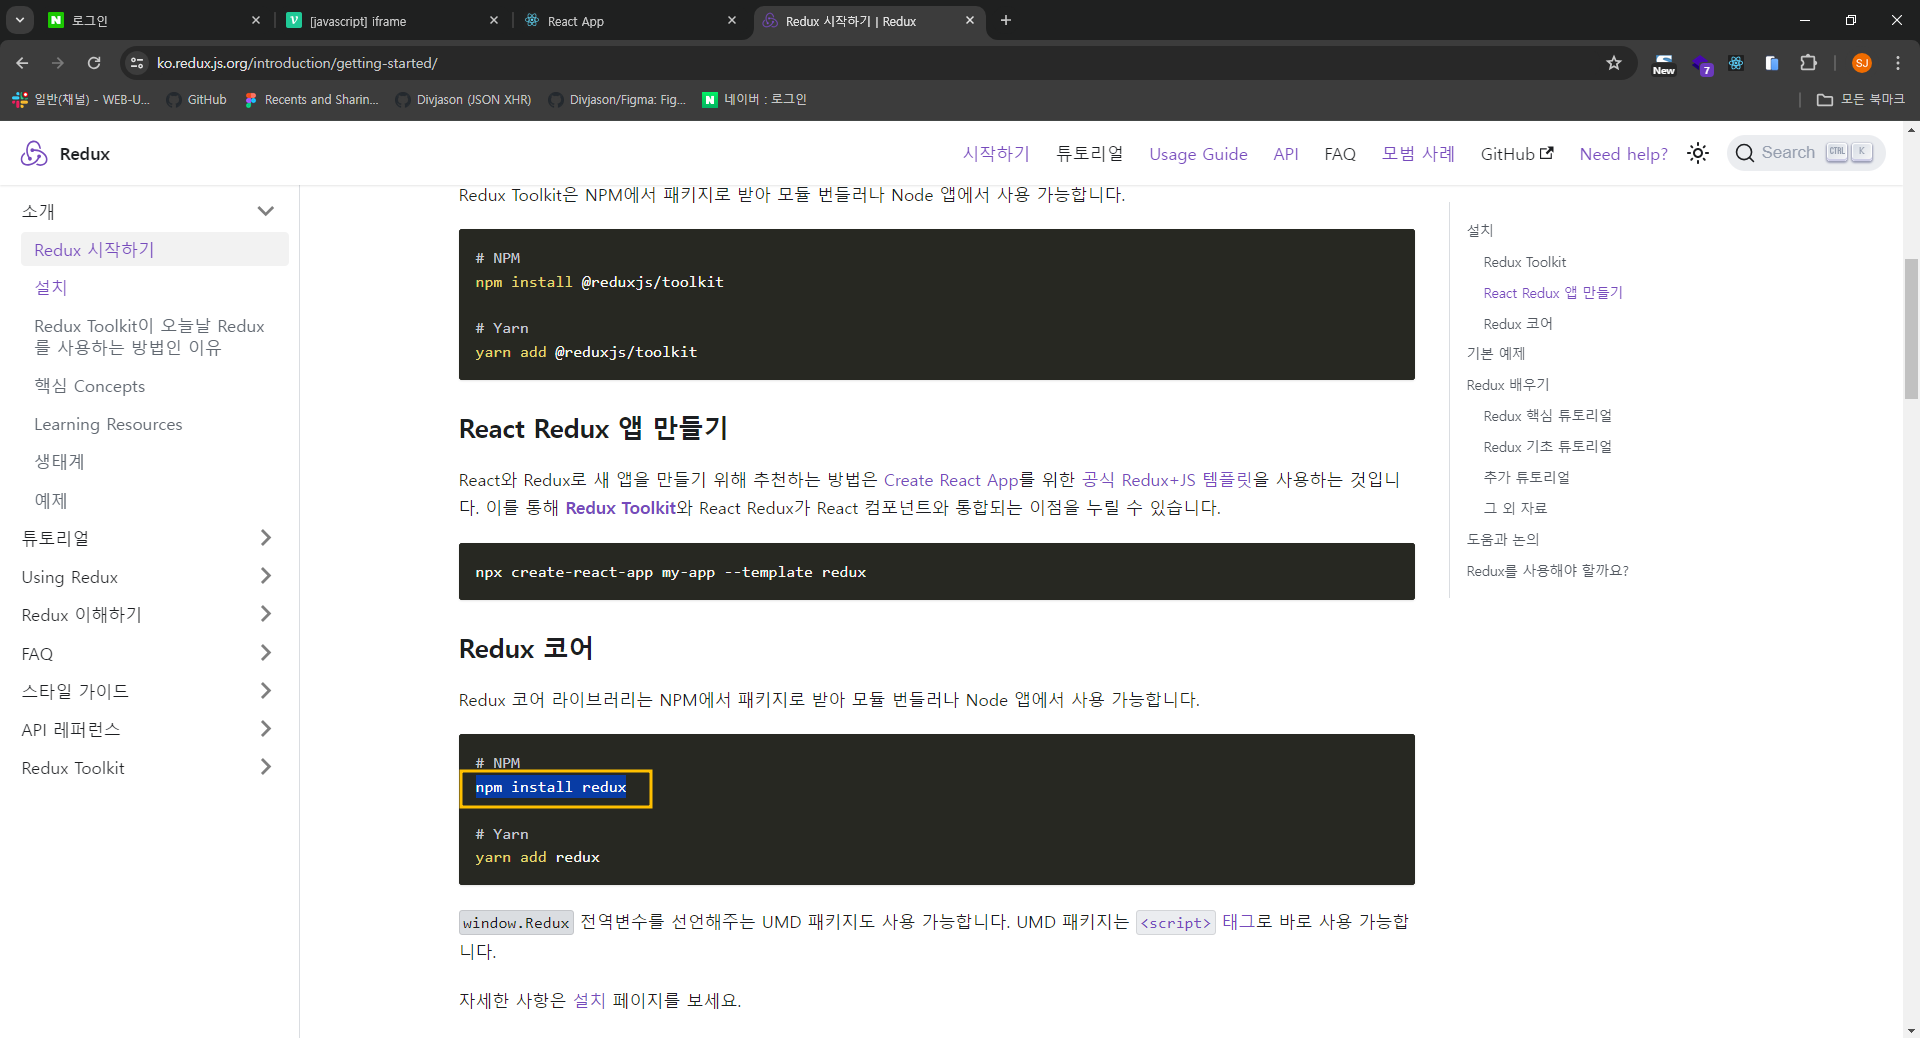 로그인
[javascript] iframe
React App
Redux 시작하기 | Redux
ko.redux.js.org/introduction/getting-started/
New
7
SJ
일반(채널) - WEB-U...
GitHub
Recents and Sharin...
Divjason (JSON XHR)
Divjason/Figma: Fig...
네이버 : 로그인
모든 북마크
Redux
시작하기
튜토리얼
Usage Guide
API
FAQ
모범 사례
GitHub
Need help?
Search
CTRL
K
소개
Redux 시작하기
설치
Redux Toolkit이 오늘날 Redux
를 사용하는 방법인 이유
핵심 Concepts
Learning Resources
생태계
예제
튜토리얼
Using Redux
Redux 이해하기
FAQ
스타일 가이드
API 레퍼런스
Redux Toolkit
Redux Toolkit은 NPM에서 패키지로 받아 모듈 번들러나 Node 앱에서 사용 가능합니다.
# NPM
npm install @reduxjs/toolkit
# Yarn
yarn add @reduxjs/toolkit
React Redux 앱 만들기
React와 Redux로 새 앱을 만들기 위해 추천하는 방법은 Create React App를 위한 공식 Redux+JS 템플릿을 사용하는 것입니
다. 이를 통해 Redux Toolkit와 React Redux가 React 컴포넌트와 통합되는 이점을 누릴 수 있습니다.
npx create-react-app my-app --template redux
Redux 코어
Redux 코어 라이브러리는 NPM에서 패키지로 받아 모듈 번들러나 Node 앱에서 사용 가능합니다.
# NPM
npm install redux
# Yarn
yarn add redux
window.Redux 전역변수를 선언해주는 UMD 패키지도 사용 가능합니다. UMD 패키지는 <script> 태그로 바로 사용 가능합
니다.
자세한 사항은 설치 페이지를 보세요.
설치
Redux Toolkit
React Redux 앱 만들기
Redux 코어
기본 예제
Redux 배우기
Redux 핵심 튜토리얼
Redux 기초 튜토리얼
추가 튜토리얼
그 외 자료
도움과 논의
Redux를 사용해야 할까요?